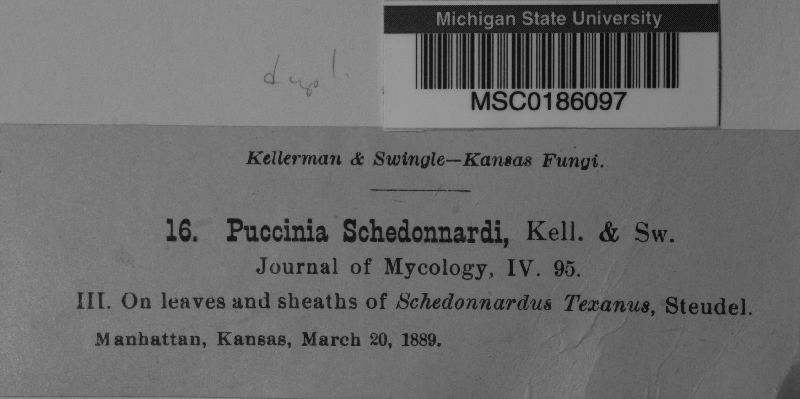 Michigan State University
MSC0186097
dupl.
Kellerman & Swingle—Kansas Fungi.
16. Puccinia Schedonnardi, Kell. & Sw.
Journal of Mycology, IV. 95.
III. On leaves and sheaths of Schedonnardus Texanus, Steudel.
Manhattan, Kansas, March 20, 1889.